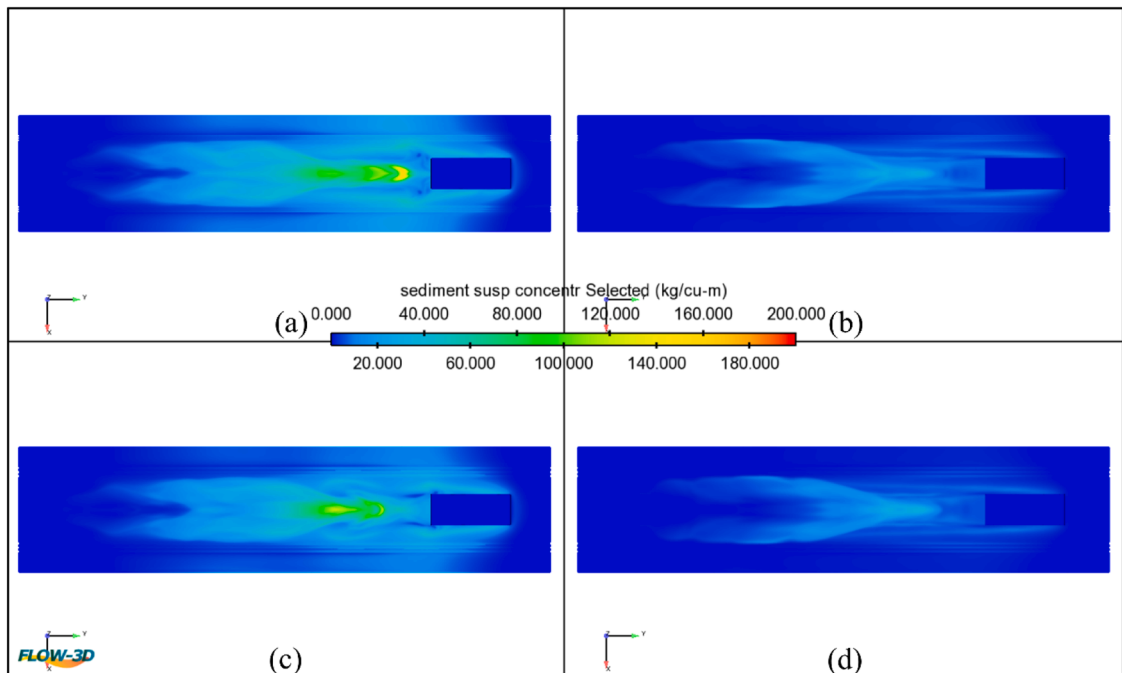 z Y
X
Y
X
(a)
(b)
sediment susp concentr Selected (kg/cu-m)
0.000 40.000 80.000 120.000 160.000 200.000
20.000 60.000 100.000 140.000 180.000
z Y
X
FLOW-3D
z Y
X
(c)
(d)